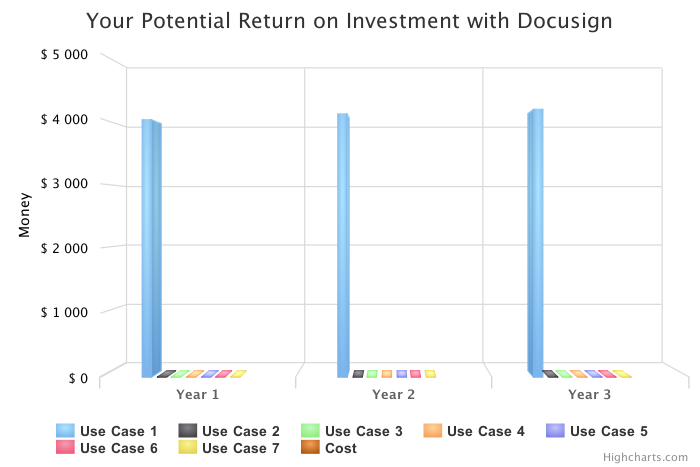 Your Potential Return on Investment with Docusign
$ 5 000
$ 4 000
$ 3 000
$ 2 000
$ 1 000
$ 0
Money
Year 1
Year 2
Year 3
Use Case 1 Use Case 2 Use Case 3 Use Case 4 Use Case 5
Use Case 6 Use Case 7 Cost
Highcharts.com